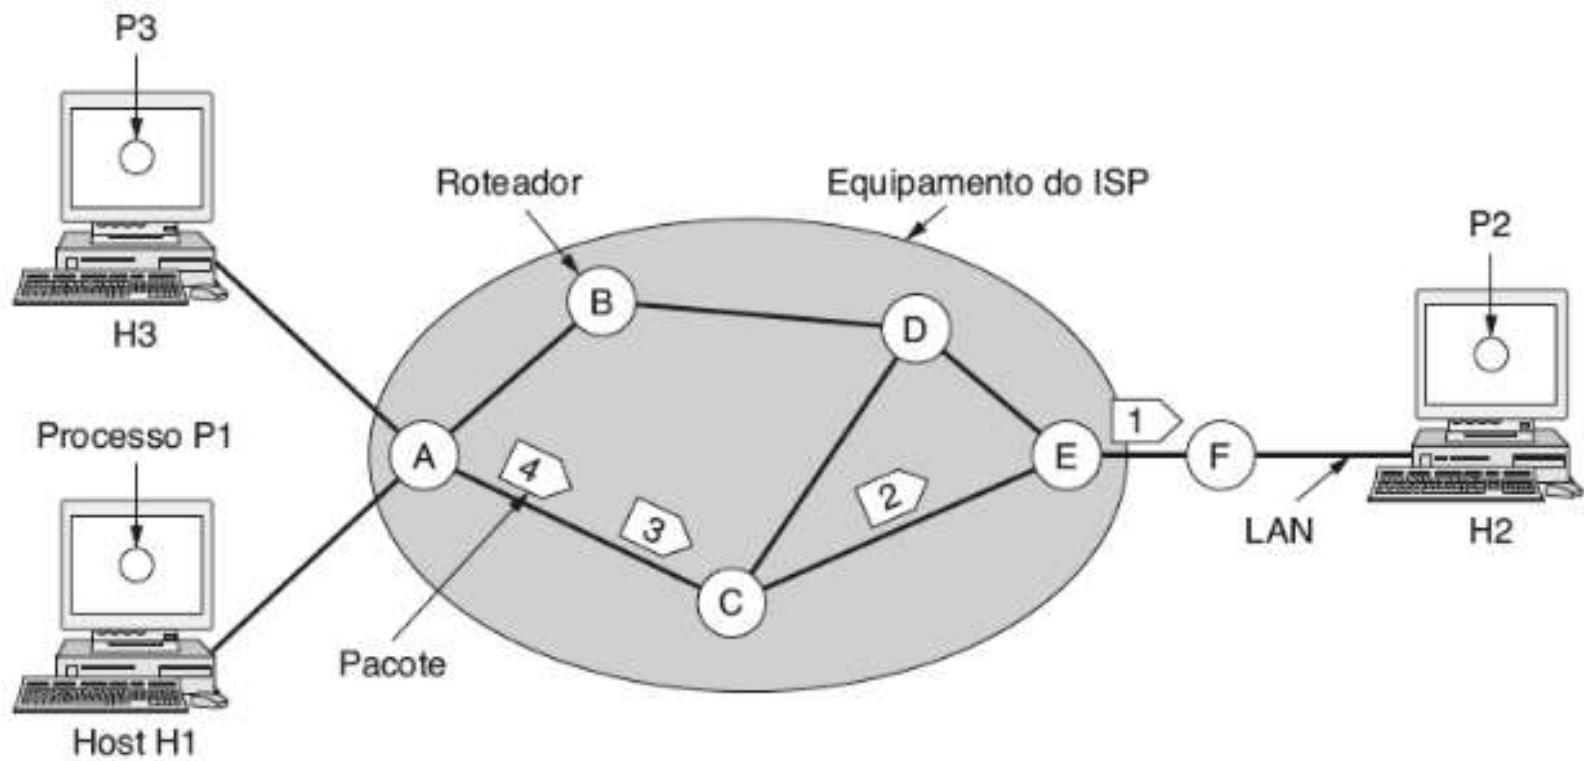 P3
Roteador
Equipamento do ISP
P2
B
D
H3
Processo P1
A
4
3
2
E
1
F
LAN
H2
C
Pacote
Host H1